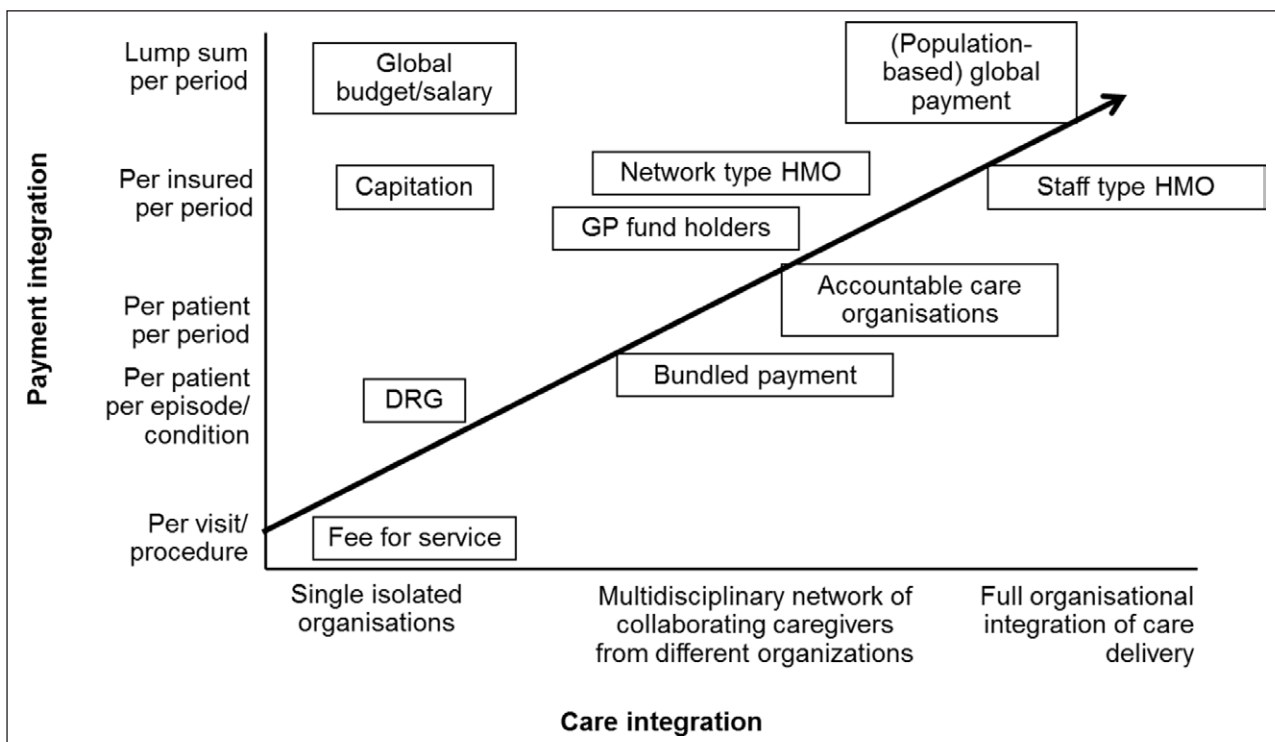 Payment integration
Lump sum
per period
Per insured
per period
Per patient
per period
Per patient
per episode/
condition
Per visit/
procedure
Global
budget/salary
(Population-
based) global
payment
Capitation
Network type HMO
Staff type HMO
GP fund holders
Accountable care
organisations
DRG
Bundled payment
Fee for service
Single isolated
organisations
Multidisciplinary network of
collaborating caregivers
from different organizations
Full organisational
integration of care
delivery
Care integration